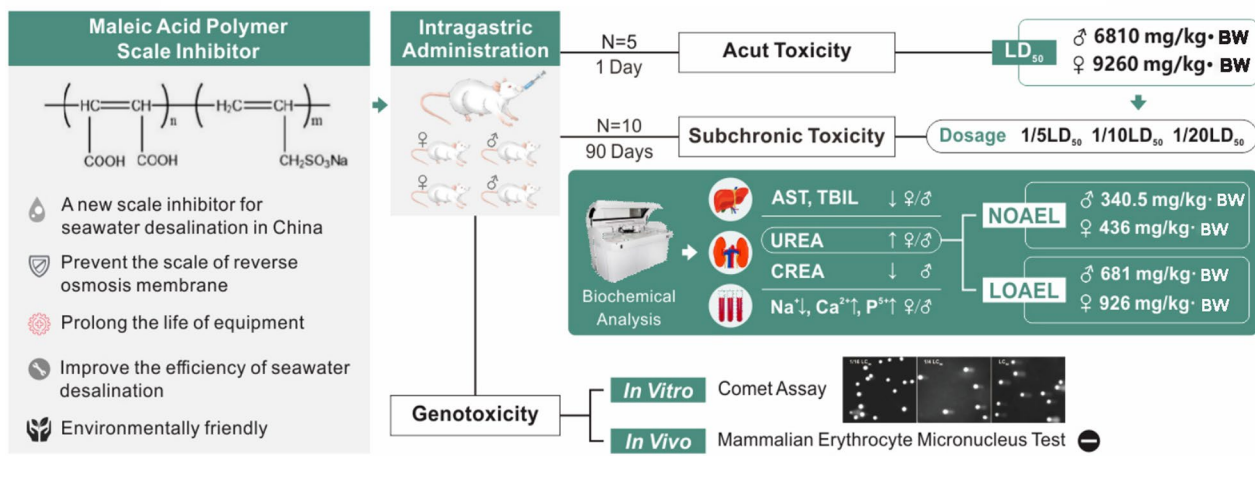 Maleic Acid Polymer
Scale Inhibitor
HC CH n H₂C CH m
COOH COOH CH₂SO₃Na
A new scale inhibitor for
seawater desalination in China
Prevent the scale of reverse
osmosis membrane
Prolong the life of equipment
Improve the efficiency of seawater
desalination
Environmentally friendly
Intragastric
Administration
♀ ♂
♀ ♂
N=5
1 Day
Acut Toxicity
LD₅₀
♂ 6810 mg/kg· BW
♀ 9260 mg/kg· BW
N=10
90 Days
Subchronic Toxicity
Dosage 1/5LD₅₀ 1/10LD₅₀ 1/20LD₅₀
Biochemical
Analysis
AST, TBIL ↓ ♀/♂
UREA ↑ ♀/♂
CREA ↓ ♂
Na⁺↓, Ca²⁺↑, P⁵⁺↑ ♀/♂
NOAEL
♂ 340.5 mg/kg· BW
♀ 436 mg/kg· BW
LOAEL
♂ 681 mg/kg· BW
♀ 926 mg/kg· BW
Genotoxicity
In Vitro Comet Assay
In Vivo Mammalian Erythrocyte Micronucleus Test